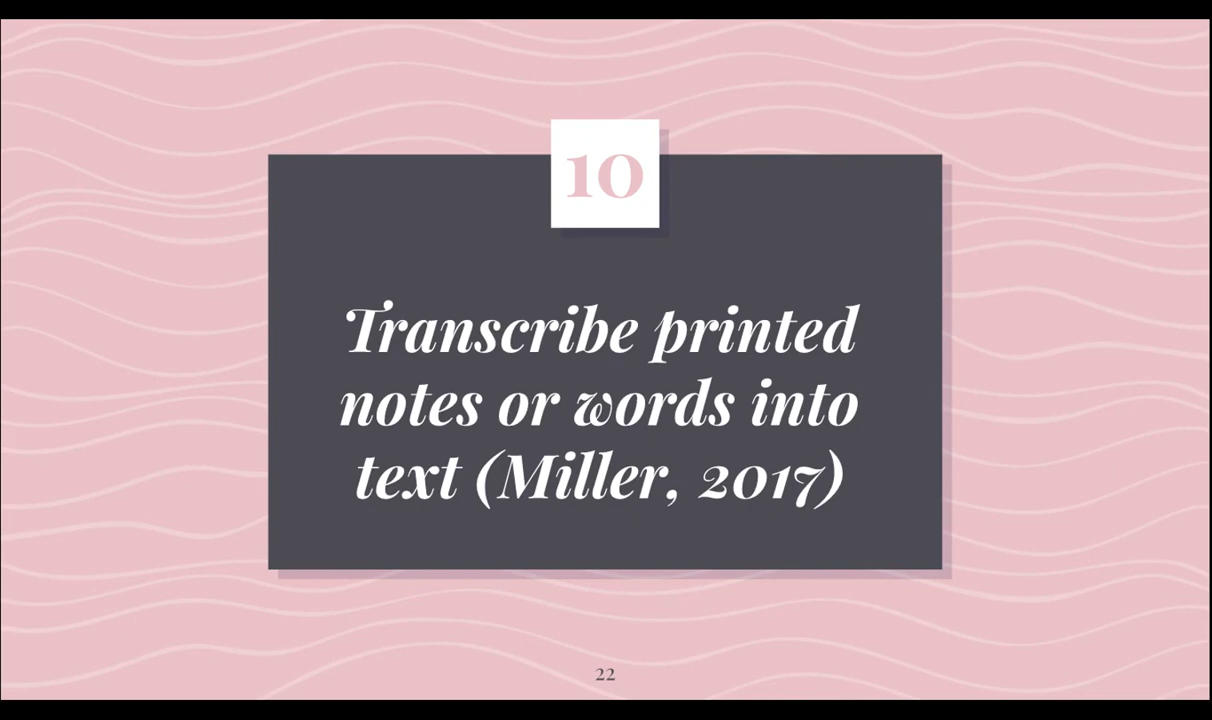 10
Transcribe printed
notes or words into
text (Miller, 2017)
22